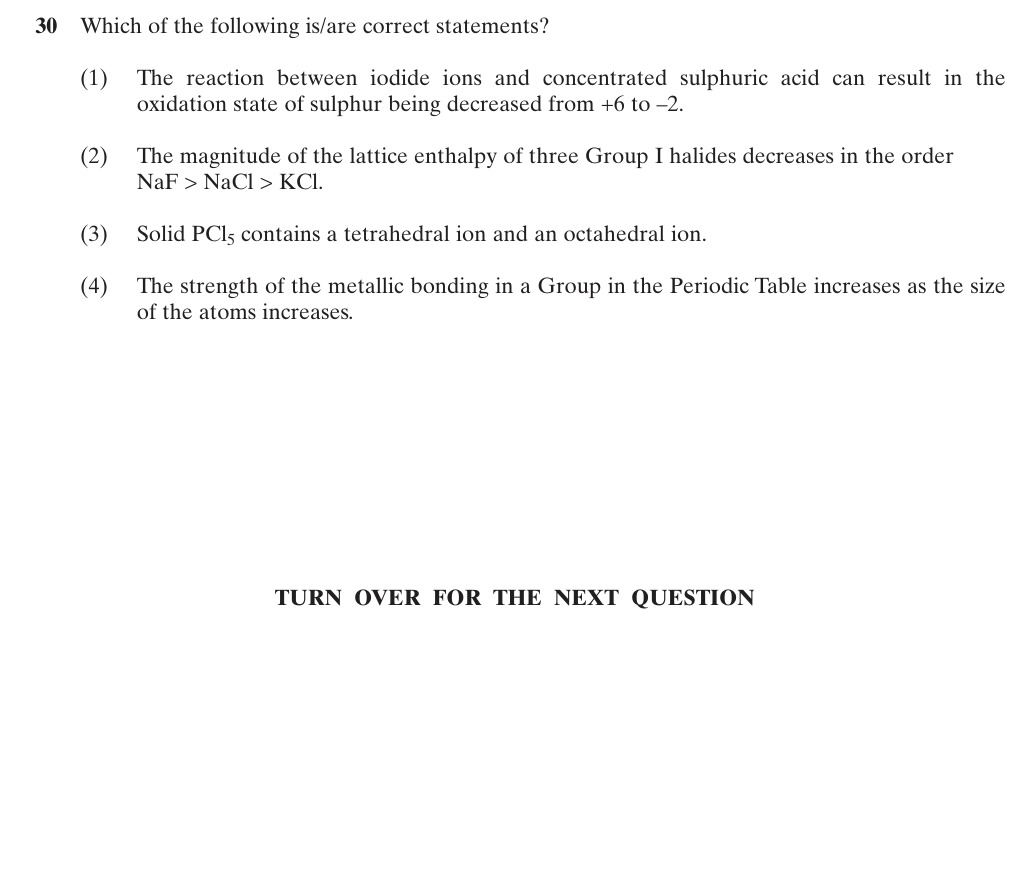 30 Which of the following is/are correct statements?
(1) The reaction between iodide ions and concentrated sulphuric acid can result in the
oxidation state of sulphur being decreased from +6 to –2.
(2) The magnitude of the lattice enthalpy of three Group I halides decreases in the order
NaF > NaCl > KCl.
(3) Solid PCl₅ contains a tetrahedral ion and an octahedral ion.
(4) The strength of the metallic bonding in a Group in the Periodic Table increases as the size
of the atoms increases.
TURN OVER FOR THE NEXT QUESTION